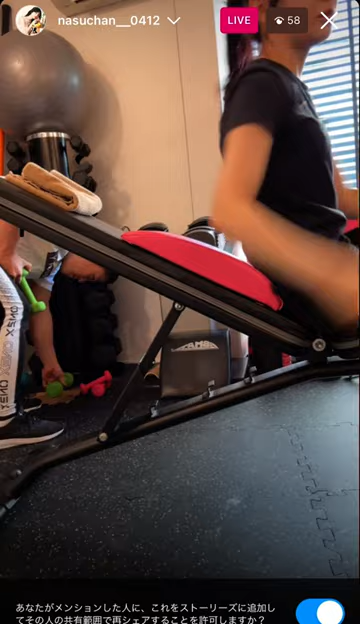 nasuchan__0412
LIVE
58
XENO
あなたがメンションした人に、これをストーリーズに追加し
てその人の共有範囲で再シェアすることを許可しますか？